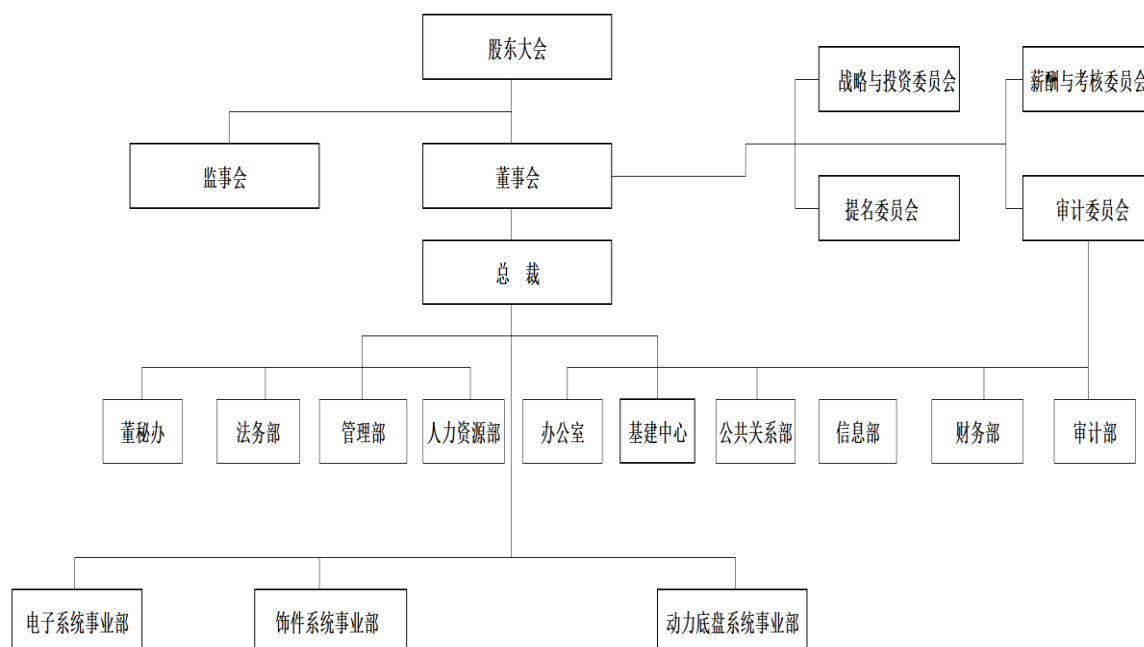 股东大会
战略与投资委员会
薪酬与考核委员会
监事会
董事会
提名委员会
审计委员会
总 裁
董秘办
法务部
管理部
人力资源部
办公室
基建中心
公共关系部
信息部
财务部
审计部
电子系统事业部
饰件系统事业部
动力底盘系统事业部